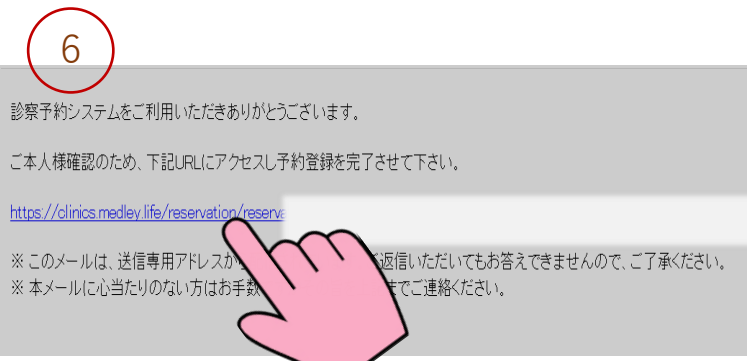 6
診察予約システムをご利用いただきありがとうございます。
ご本人様確認のため、下記URLにアクセスし予約登録を完了させて下さい。
https://clinics.medley.life/reservation/reserva
※ このメールは、送信専用アドレスか 返信いただいてもお答えできませんので、ご了承ください。
※ 本メールに心当たりのない方はお手数 までご連絡ください。